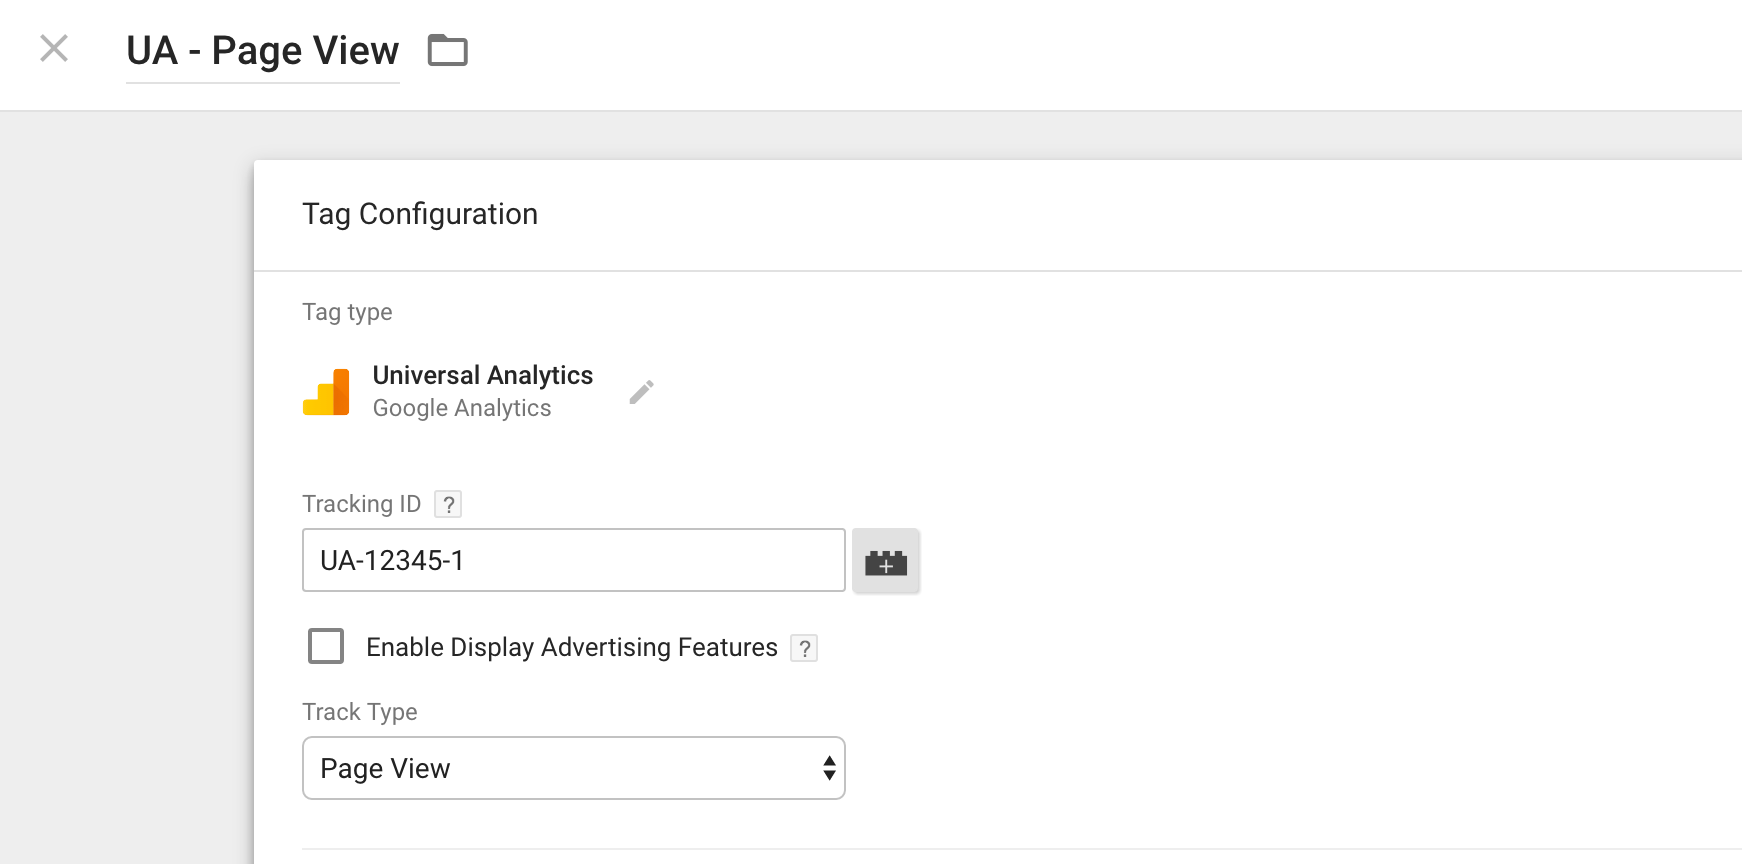 UA - Page View
Tag Configuration
Tag type
Universal Analytics
Google Analytics
Tracking ID ?
UA-12345-1
Enable Display Advertising Features ?
Track Type
Page View